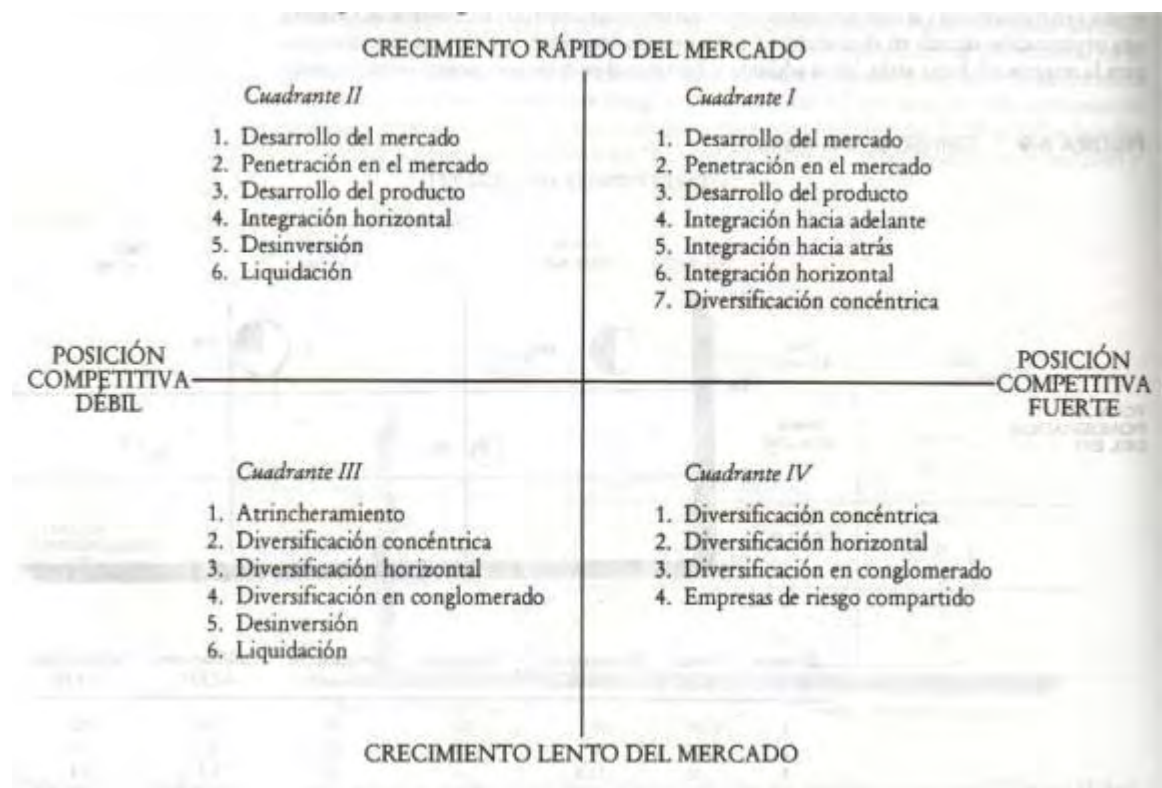 CRECIMIENTO RÁPIDO DEL MERCADO
Cuadrante II
1. Desarrollo del mercado
2. Penetración en el mercado
3. Desarrollo del producto
4. Integración horizontal
5. Desinversión
6. Liquidación
Cuadrante I
1. Desarrollo del mercado
2. Penetración en el mercado
3. Desarrollo del producto
4. Integración hacia adelante
5. Integración hacia atrás
6. Integración horizontal
7. Diversificación concéntrica
POSICIÓN
COMPETITIVA
DÉBIL
POSICIÓN
COMPETITIVA
FUERTE
Cuadrante III
1. Atrincheramiento
2. Diversificación concéntrica
3. Diversificación horizontal
4. Diversificación en conglomerado
5. Desinversión
6. Liquidación
Cuadrante IV
1. Diversificación concéntrica
2. Diversificación horizontal
3. Diversificación en conglomerado
4. Empresas de riesgo compartido
CRECIMIENTO LENTO DEL MERCADO